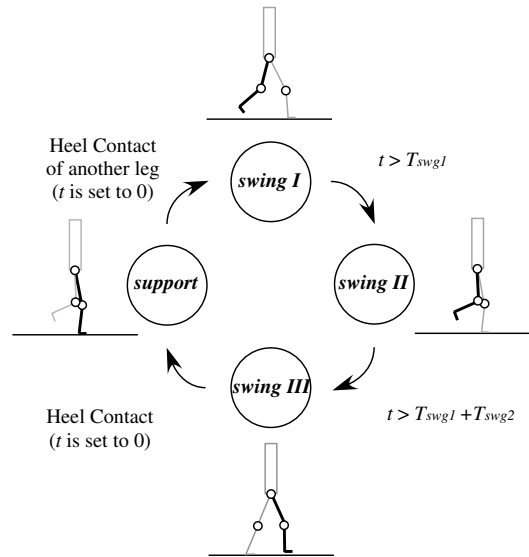 Heel Contact
of another leg
(t is set to 0)
swing I
t > Tswg1
support
swing II
swing III
Heel Contact
(t is set to 0)
t > Tswg1 +Tswg2